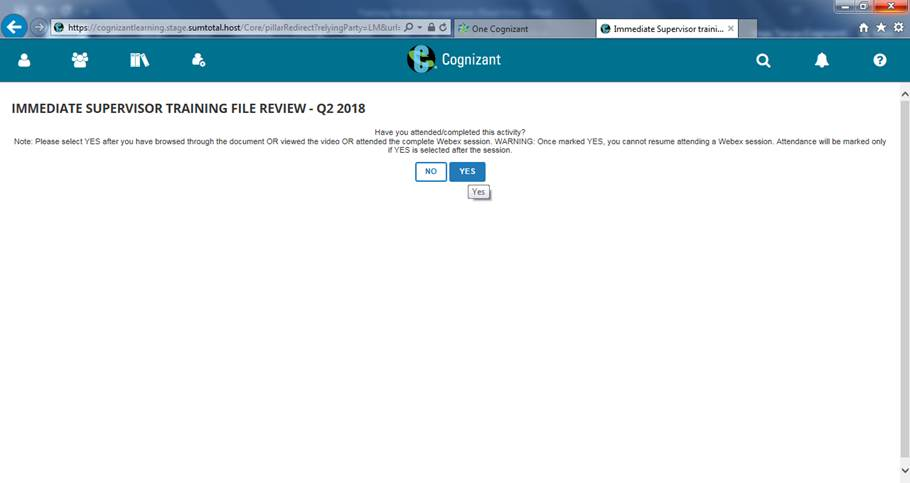 https://cognizantlearning.stage.sumtotal.host/Core/pillarRedirect?relyingParty=LM&url=
One Cognizant
Immediate Supervisor traini...
Cognizant
IMMEDIATE SUPERVISOR TRAINING FILE REVIEW - Q2 2018
Have you attended/completed this activity?
Note: Please select YES after you have browsed through the document OR viewed the video OR attended the complete Webex session. WARNING: Once marked YES, you cannot resume attending a Webex session. Attendance will be marked only
if YES is selected after the session.
NO YES
Yes